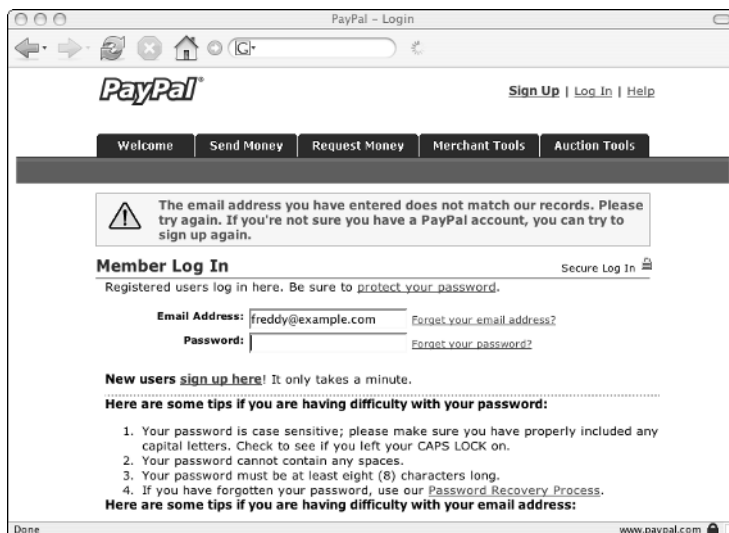 PayPal – Login
G
PayPal®
Sign Up | Log In | Help
Welcome
Send Money
Request Money
Merchant Tools
Auction Tools
The email address you have entered does not match our records. Please
try again. If you're not sure you have a PayPal account, you can try to
sign up again.
Member Log In
Secure Log In
Registered users log in here. Be sure to protect your password.
Email Address: freddy@example.com Forget your email address?
Password: Forget your password?
New users sign up here! It only takes a minute.
Here are some tips if you are having difficulty with your password:
1. Your password is case sensitive; please make sure you have properly included any
capital letters. Check to see if you left your CAPS LOCK on.
2. Your password cannot contain any spaces.
3. Your password must be at least eight (8) characters long.
4. If you have forgotten your password, use our Password Recovery Process.
Here are some tips if you are having difficulty with your email address:
Done
www.paypal.com